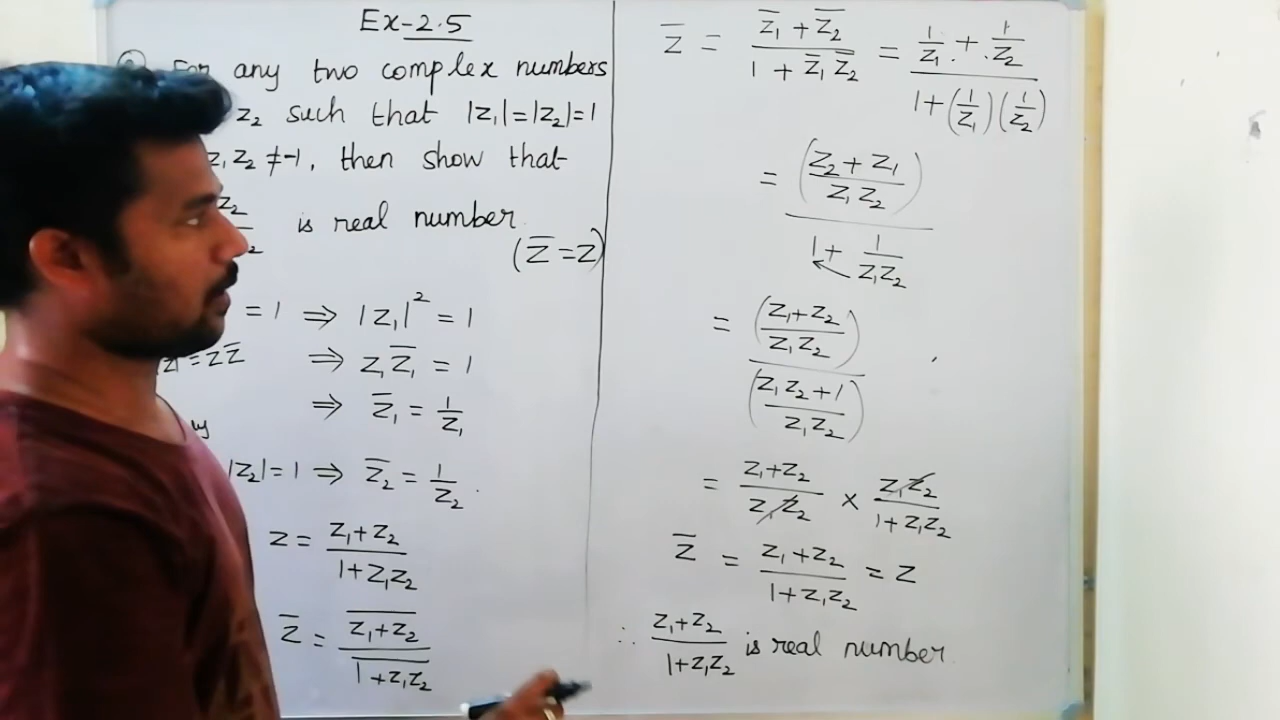 Ex-2.5
any two complex numbers
z₂ such that |z₁|=|z₂|=1
z₁z₂ ≠-1, then show that
is real number
(z̅ = z)
= 1 ⇒ |z₁|² = 1
= z z̅ ⇒ z₁z̅₁ = 1
⇒ z̅₁ = 1/z₁
|z₂| = 1 ⇒ z̅₂ = 1/z₂.
z = (z₁+z₂)/(1+z₁z₂)
z̅ = \overline{z₁+z₂} / \overline{1+z₁z₂}
z̅ = (z̅₁ + z̅₂)/(1 + z̅₁ z̅₂) = (1/z₁ + 1/z₂)/(1+(1/z₁)(1/z₂))
= ((z₂ + z₁)/(z₁z₂))/(1 + 1/(z₁z₂))
= ((z₁+z₂)/(z₁z₂))/((z₁z₂+1)/(z₁z₂))
= (z₁+z₂)/(z₁z₂) × (z₁z₂)/(1+z₁z₂)
z̅ = (z₁+z₂)/(1+z₁z₂) = z
∴ (z₁+z₂)/(1+z₁z₂) is real number.